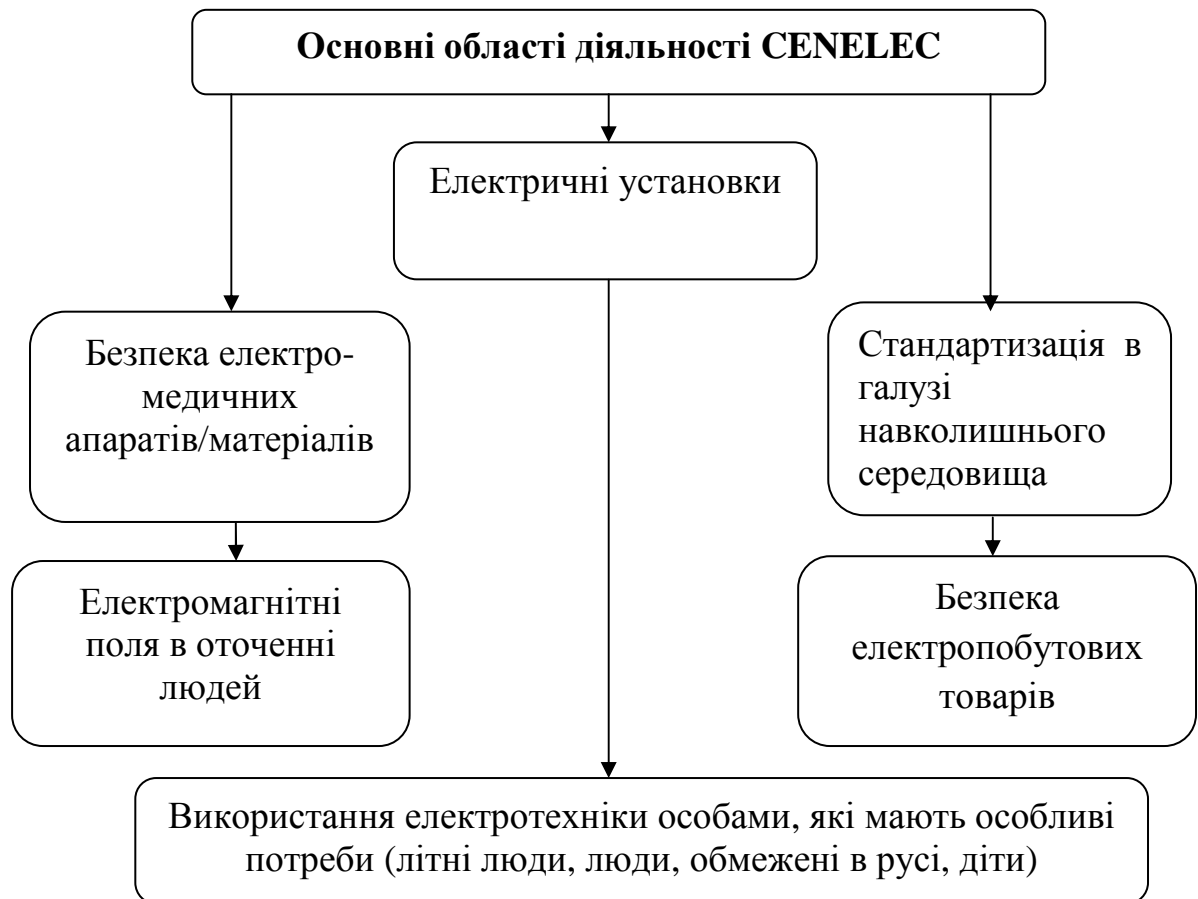 Основні області діяльності CENELEC
Електричні установки
Безпека електро-
медичних
апаратів/матеріалів
Стандартизація в
галузі
навколишнього
середовища
Електромагнітні
поля в оточенні
людей
Безпека
електропобутових
товарів
Використання електротехніки особами, які мають особливі
потреби (літні люди, люди, обмежені в русі, діти)